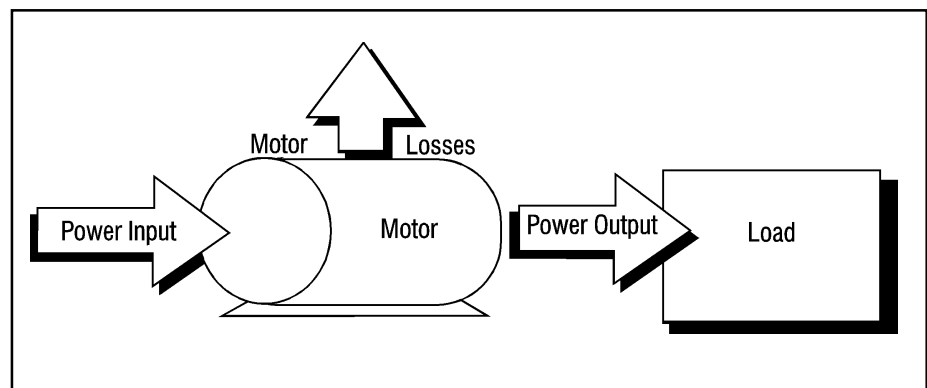 Motor Losses
Power Input
Motor
Power Output
Load